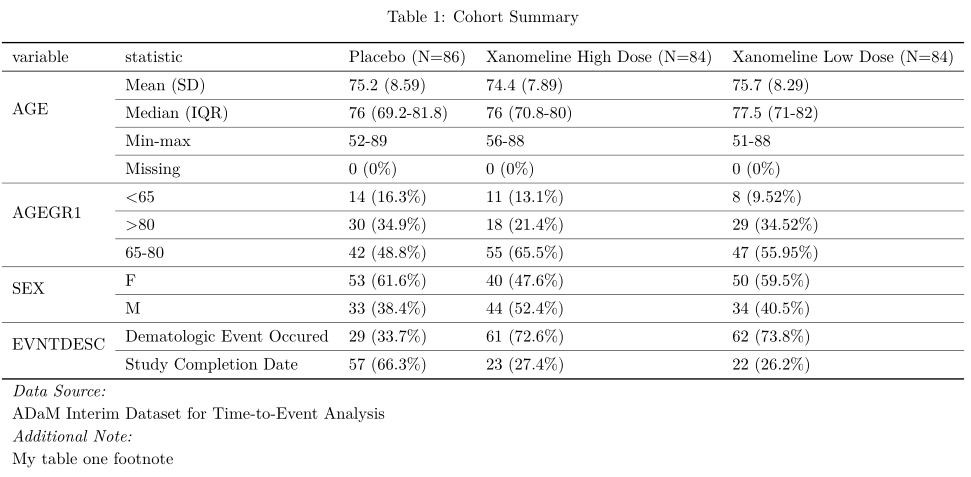 Table 1: Cohort Summary
variable statistic Placebo (N=86) Xanomeline High Dose (N=84) Xanomeline Low Dose (N=84)
AGE Mean (SD) 75.2 (8.59) 74.4 (7.89) 75.7 (8.29)
Median (IQR) 76 (69.2-81.8) 76 (70.8-80) 77.5 (71-82)
Min-max 52-89 56-88 51-88
Missing 0 (0%) 0 (0%) 0 (0%)
AGEGR1 <65 14 (16.3%) 11 (13.1%) 8 (9.52%)
>80 30 (34.9%) 18 (21.4%) 29 (34.52%)
65-80 42 (48.8%) 55 (65.5%) 47 (55.95%)
SEX F 53 (61.6%) 40 (47.6%) 50 (59.5%)
M 33 (38.4%) 44 (52.4%) 34 (40.5%)
EVNTDESC Dematologic Event Occured 29 (33.7%) 61 (72.6%) 62 (73.8%)
Study Completion Date 57 (66.3%) 23 (27.4%) 22 (26.2%)
Data Source:
ADaM Interim Dataset for Time-to-Event Analysis
Additional Note:
My table one footnote